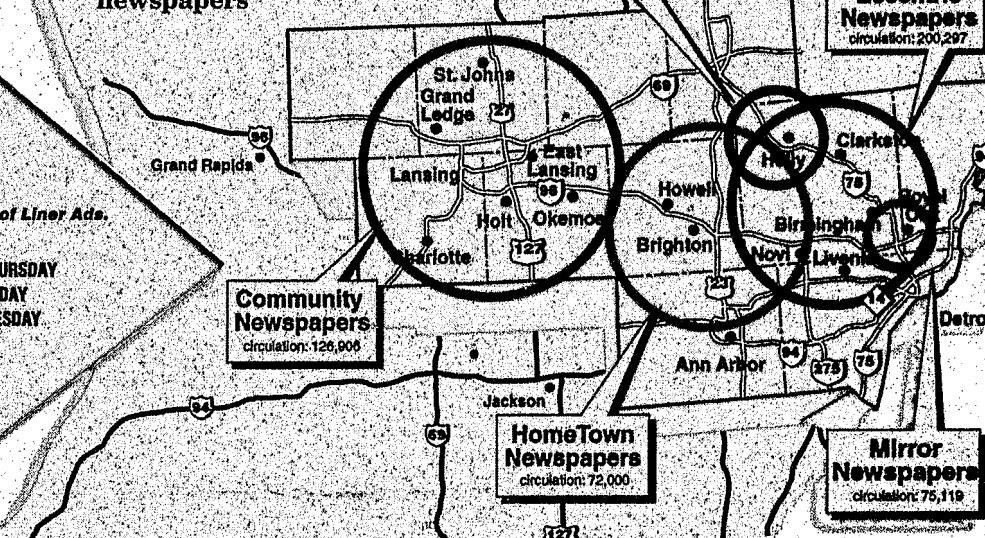 newspapers
Newspapers
circulation: 200,297
St. Johns
Grand
Ledge
27
69
96
Grand Rapids
Lansing
East
Lansing
96
Holt
Okemos
127
Charlotte
Howell
Brighton
23
Holly
Clarkston
75
Birmingham
Royal
Oak
Novi
Livonia
14
of Liner Ads.
URSDAY
DAY
ESDAY
Community
Newspapers
circulation: 126,906
Detro
Ann Arbor
94
275
75
94
Jackson
69
HomeTown
Newspapers
circulation: 72,000
Mirror
Newspapers
circulation: 75,119
127